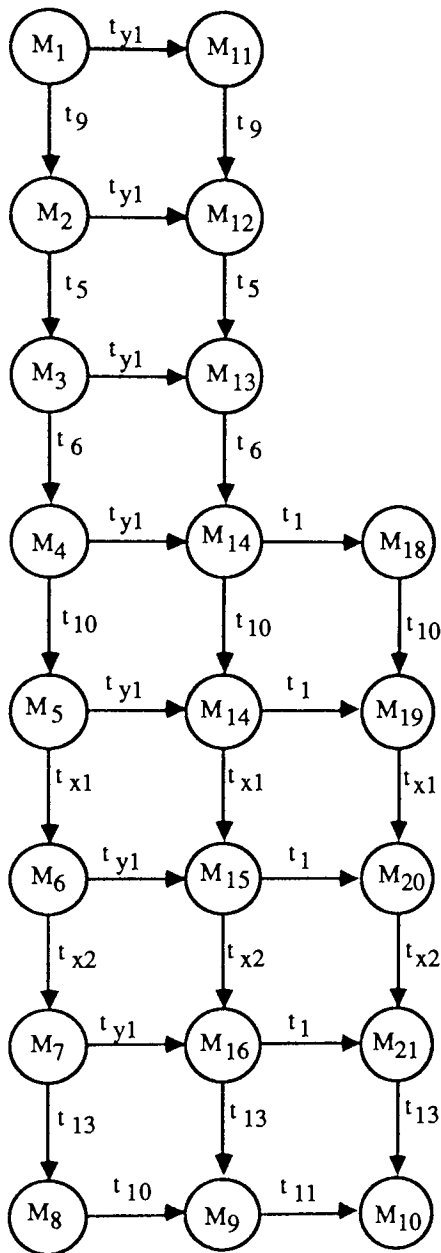 M1 ty1 M11
t9 t9
M2 ty1 M12
t5 t5
M3 ty1 M13
t6 t6
M4 ty1 M14 t1 M18
t10 t10 t10
M5 ty1 M14 t1 M19
tx1 tx1 tx1
M6 ty1 M15 t1 M20
tx2 tx2 tx2
M7 ty1 M16 t1 M21
t13 t13 t13
M8 t10 M9 t11 M10